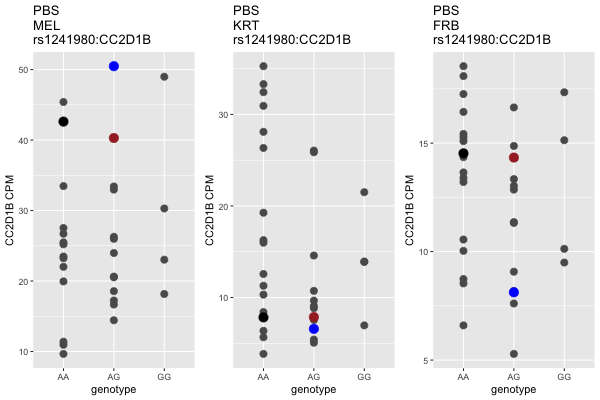 PBS
MEL
rs1241980:CC2D1B
50
40
30
20
10
CC2D1B CPM
AA
AG
GG
genotype
PBS
KRT
rs1241980:CC2D1B
30
20
10
CC2D1B CPM
AA
AG
GG
genotype
PBS
FRB
rs1241980:CC2D1B
15
10
5
CC2D1B CPM
AA
AG
GG
genotype